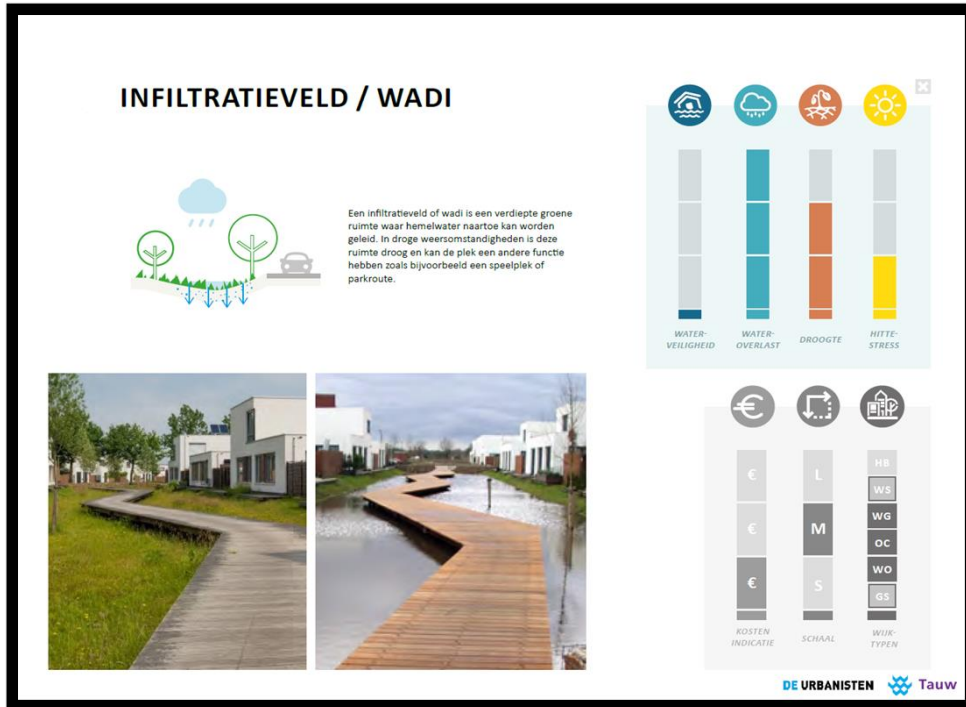 INFILTRATIEVELD / WADI
Een infiltratieveld of wadi is een verdiepte groene
ruimte waar hemelwater naartoe kan worden
geleid. In droge weersomstandigheden is deze
ruimte droog en kan de plek een andere functie
hebben zoals bijvoorbeeld een speelplek of
parkroute.
WATER-
VEILIGHEID
WATER-
OVERLAST
DROOGTE
HITTE-
STRESS
€
€
€
€
KOSTEN
INDICATIE
L
M
S
SCHAAL
HB
WS
WG
OC
WO
GS
WIJK-
TYPEN
DE URBANISTEN
Tauw